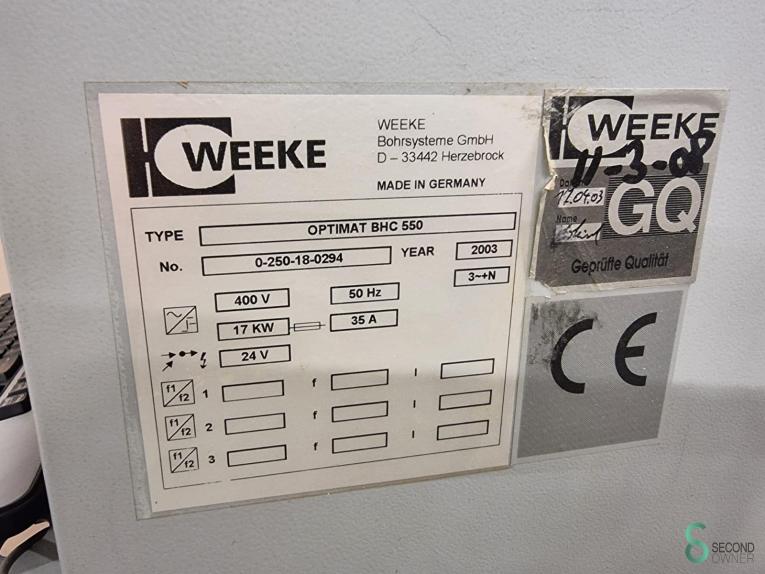 WEEKE
WEEKE
Bohrsysteme GmbH
D – 33442 Herzebrock
MADE IN GERMANY
TYPE OPTIMAT BHC 550
No. 0-250-18-0294 YEAR 2003
3~+N
400 V 50 Hz
17 KW 35 A
24 V
f1/f2 1 f I
f1/f2 2 f I
f1/f2 3 f I
WEEKE
11-3-08
12.04.03
Name
GQ
Geprüfte Qualität
CE
SECOND
OWNER